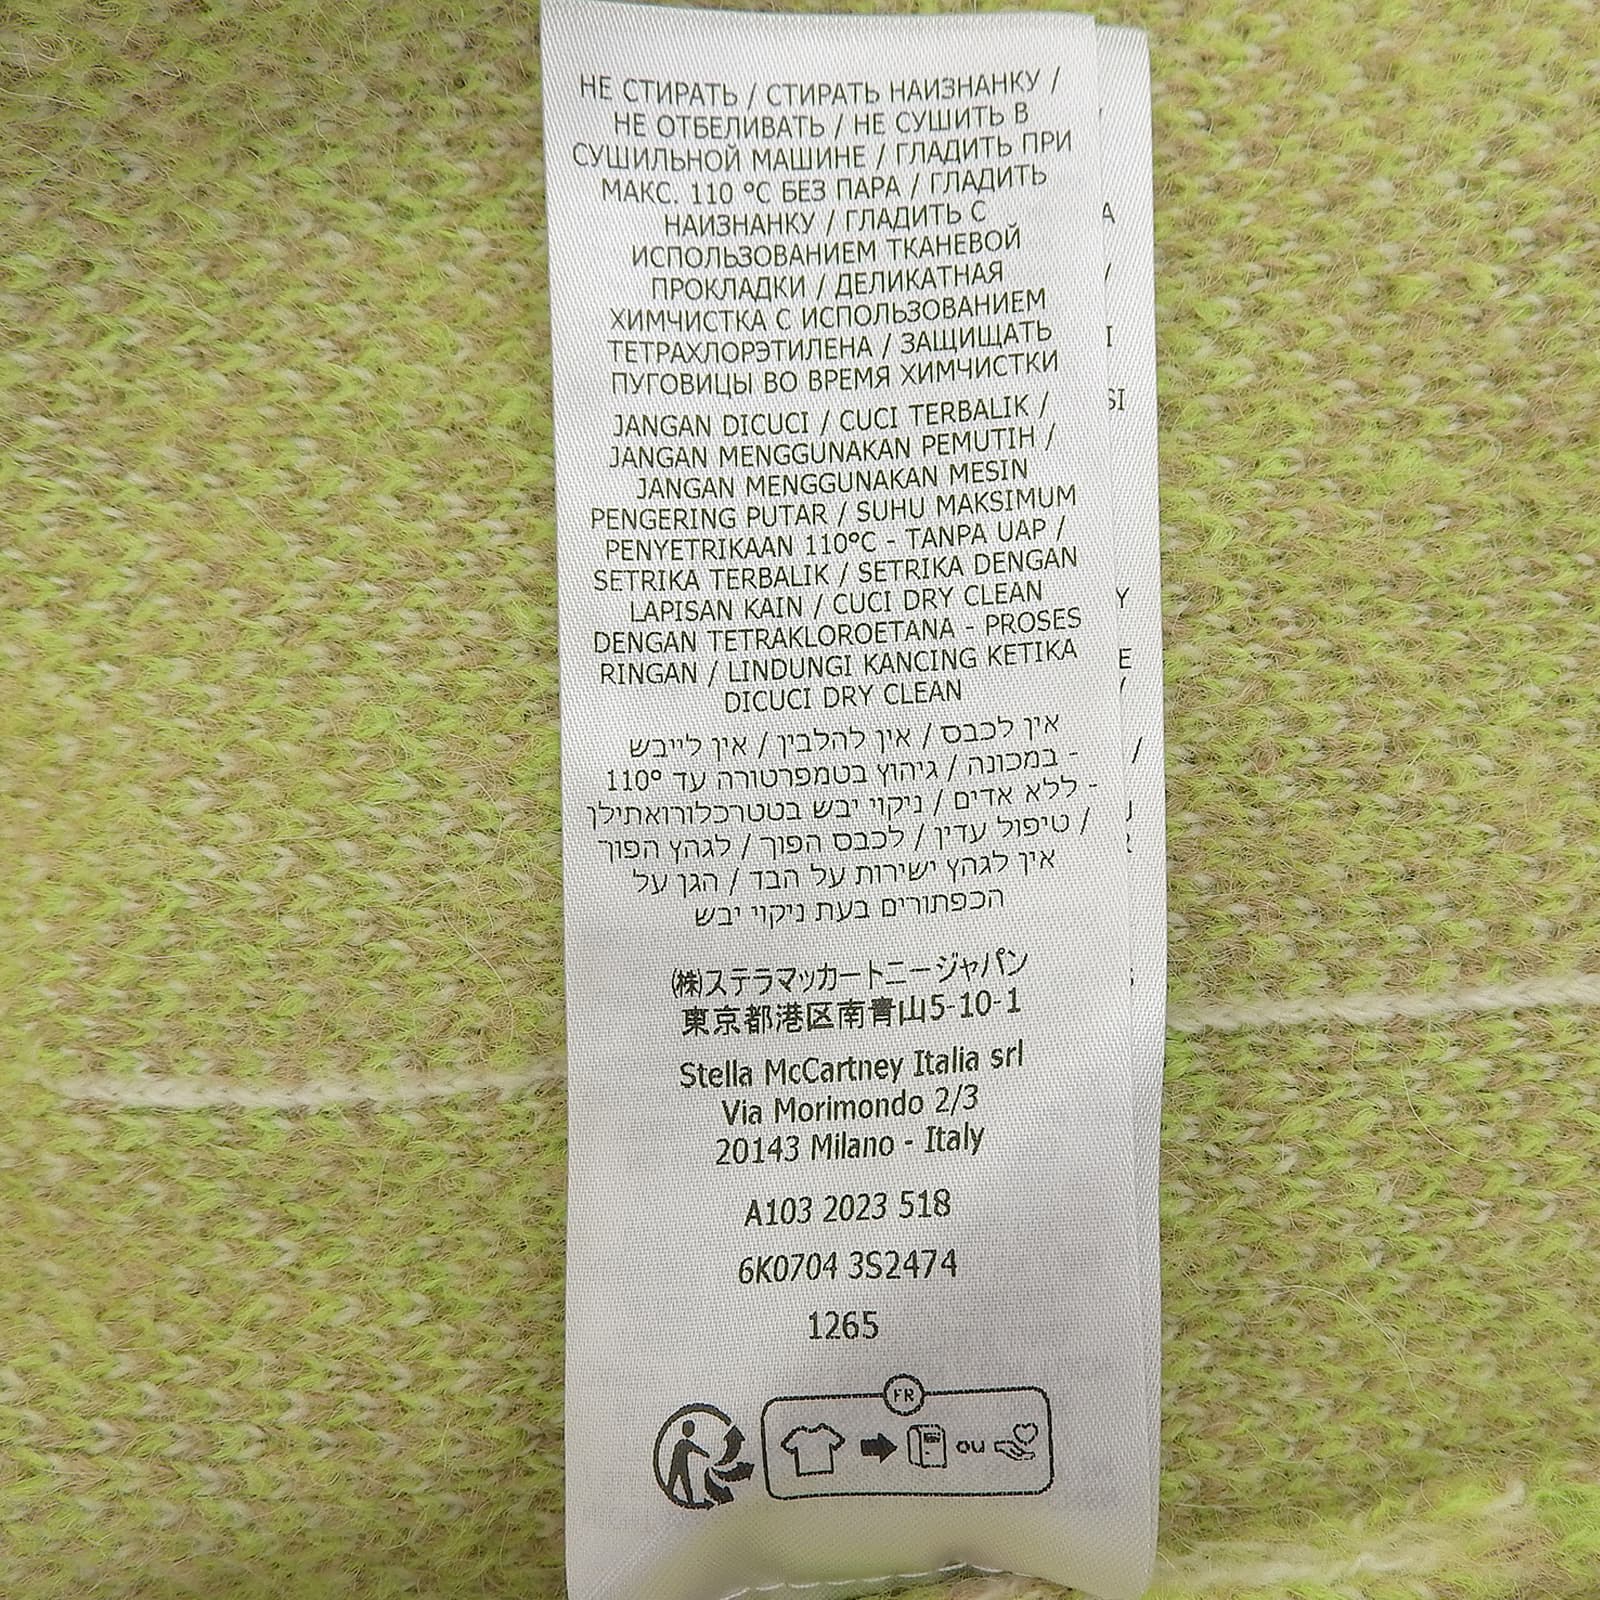 НЕ СТИРАТЬ / СТИРАТЬ НАИЗНАНКУ /
НЕ ОТБЕЛИВАТЬ / НЕ СУШИТЬ В
СУШИЛЬНОЙ МАШИНЕ / ГЛАДИТЬ ПРИ
МАКС. 110 °С БЕЗ ПАРА / ГЛАДИТЬ
НАИЗНАНКУ / ГЛАДИТЬ С
ИСПОЛЬЗОВАНИЕМ ТКАНЕВОЙ
ПРОКЛАДКИ / ДЕЛИКАТНАЯ
ХИМЧИСТКА С ИСПОЛЬЗОВАНИЕМ
ТЕТРАХЛОРЭТИЛЕНА / ЗАЩИЩАТЬ
ПУГОВИЦЫ ВО ВРЕМЯ ХИМЧИСТКИ
JANGAN DICUCI / CUCI TERBALIK /
JANGAN MENGGUNAKAN PEMUTIH /
JANGAN MENGGUNAKAN MESIN
PENGERING PUTAR / SUHU MAKSIMUM
PENYETRIKAAN 110°C - TANPA UAP /
SETRIKA TERBALIK / SETRIKA DENGAN
LAPISAN KAIN / CUCI DRY CLEAN
DENGAN TETRAKLOROETANA - PROSES
RINGAN / LINDUNGI KANCING KETIKA
DICUCI DRY CLEAN
אין לכבס / אין להלבין / אין לייבש
במכונה / גיהוץ בטמפרטורה עד 110° -
ללא אדים / ניקוי יבש בטטרכלורואתילן -
טיפול עדין / לכבס הפוך / לגהץ הפוך /
אין לגהץ ישירות על הבד / הגן על
הכפתורים בעת ניקוי יבש
(株)ステラマッカートニージャパン
東京都港区南青山5-10-1
Stella McCartney Italia srl
Via Morimondo 2/3
20143 Milano - Italy
A103 2023 518
6K0704 3S2474
1265
FR
ou